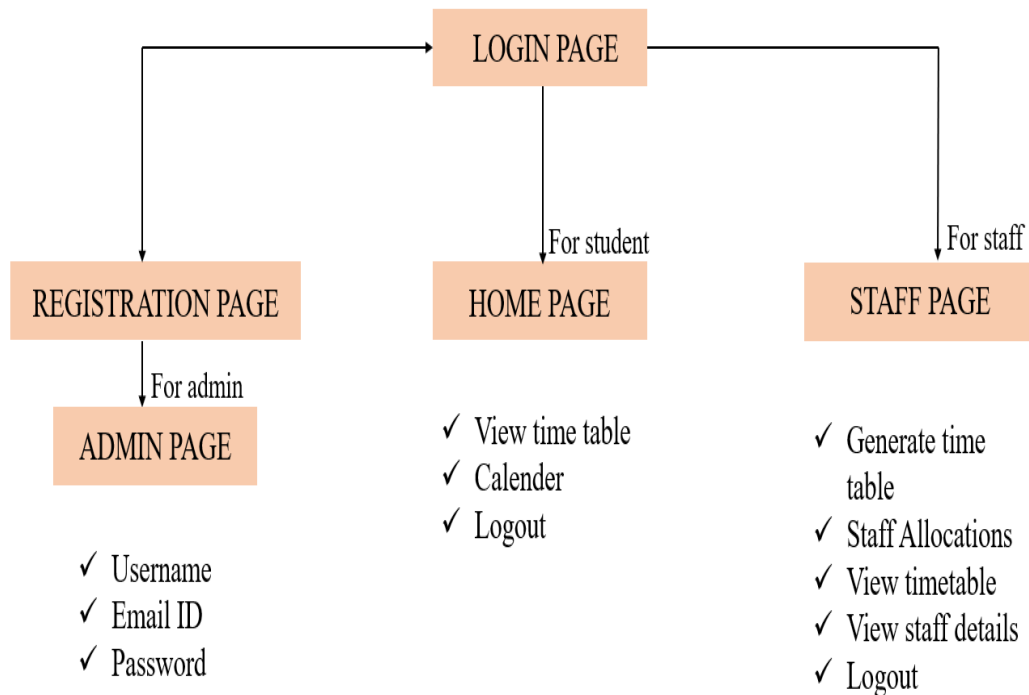 LOGIN PAGE
For student
For staff
REGISTRATION PAGE
HOME PAGE
STAFF PAGE
For admin
ADMIN PAGE
✓ Username
✓ Email ID
✓ Password
✓ View time table
✓ Calender
✓ Logout
✓ Generate time
table
✓ Staff Allocations
✓ View timetable
✓ View staff details
✓ Logout